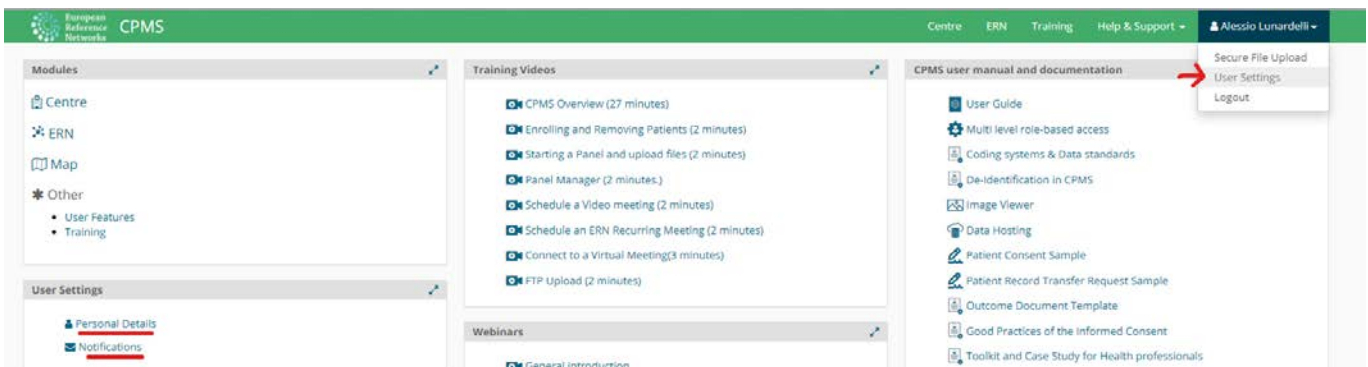 European
Reference
Networks
CPMS
Centre
ERN
Training
Help & Support
Alessio Lunardelli
Secure File Upload
User Settings
Logout
Modules
Centre
ERN
Map
Other
User Features
Training
User Settings
Personal Details
Notifications
Training Videos
CPMS Overview (27 minutes)
Enrolling and Removing Patients (2 minutes)
Starting a Panel and upload files (2 minutes)
Panel Manager (2 minutes.)
Schedule a Video meeting (2 minutes)
Schedule an ERN Recurring Meeting (2 minutes)
Connect to a Virtual Meeting(3 minutes)
FTP Upload (2 minutes)
Webinars
General introduction
CPMS user manual and documentation
User Guide
Multi level role-based access
Coding systems & Data standards
De-Identification in CPMS
Image Viewer
Data Hosting
Patient Consent Sample
Patient Record Transfer Request Sample
Outcome Document Template
Good Practices of the Informed Consent
Toolkit and Case Study for Health professionals